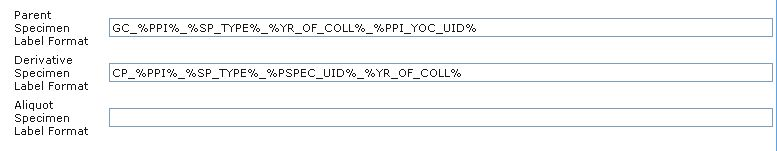 Parent
Specimen
Label Format
GC_%PPI%_%SP_TYPE%_%YR_OF_COLL%_%PPI_YOC_UID%
Derivative
Specimen
Label Format
CP_%PPI%_%SP_TYPE%_%PSPEC_UID%_%YR_OF_COLL%
Aliquot
Specimen
Label Format